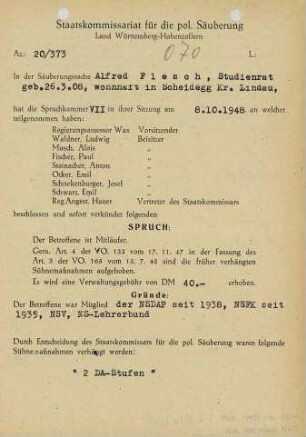 Staatskommissariat für die pol. Säuberung
Land Württemberg-Hohenzollern
Az: 20/373
070
L:
In der Säuberungssache Alfred Flesch, Studienrat
geb.26.3.08, wohnhaft in Scheidegg Kr. Lindau,
hat die Spruchkammer VII in ihrer Sitzung am 8.10.1948 an welcher
teilgenommen haben:
Regierungsassessor Wax Vorsitzender
Waldner, Ludwig Beisitzer
Musch, Alois "
Fischer, Paul "
Steinacher, Anton "
Ocker, Emil "
Schnekenburger, Josef "
Schwarz, Emil "
Reg.Angest. Hauer Vertreter des Staatskommissars
beschlossen und sofort verkündet folgenden
SPRUCH:
Der Betroffene ist Mitläufer.
Gem. Art. 4 der VO. 133 vom 17. 11. 47 in der Fassung des
Art. 3 der VO. 165 vom 13. 7. 48 sind die früher verhängten
Sühnemaßnahmen aufgehoben.
Es wird eine Verwaltungsgebühr von DM 40.- erhoben.
Gründe:
Der Betroffene war Mitglied der NSDAP seit 1938, NSFK seit
1935, NSV, NS-Lehrerbund
Durch Entscheidung des Staatskommissars für die pol. Säuberung waren folgende
Sühnemaßnahmen verhängt worden:
" 2 DA-Stufen "